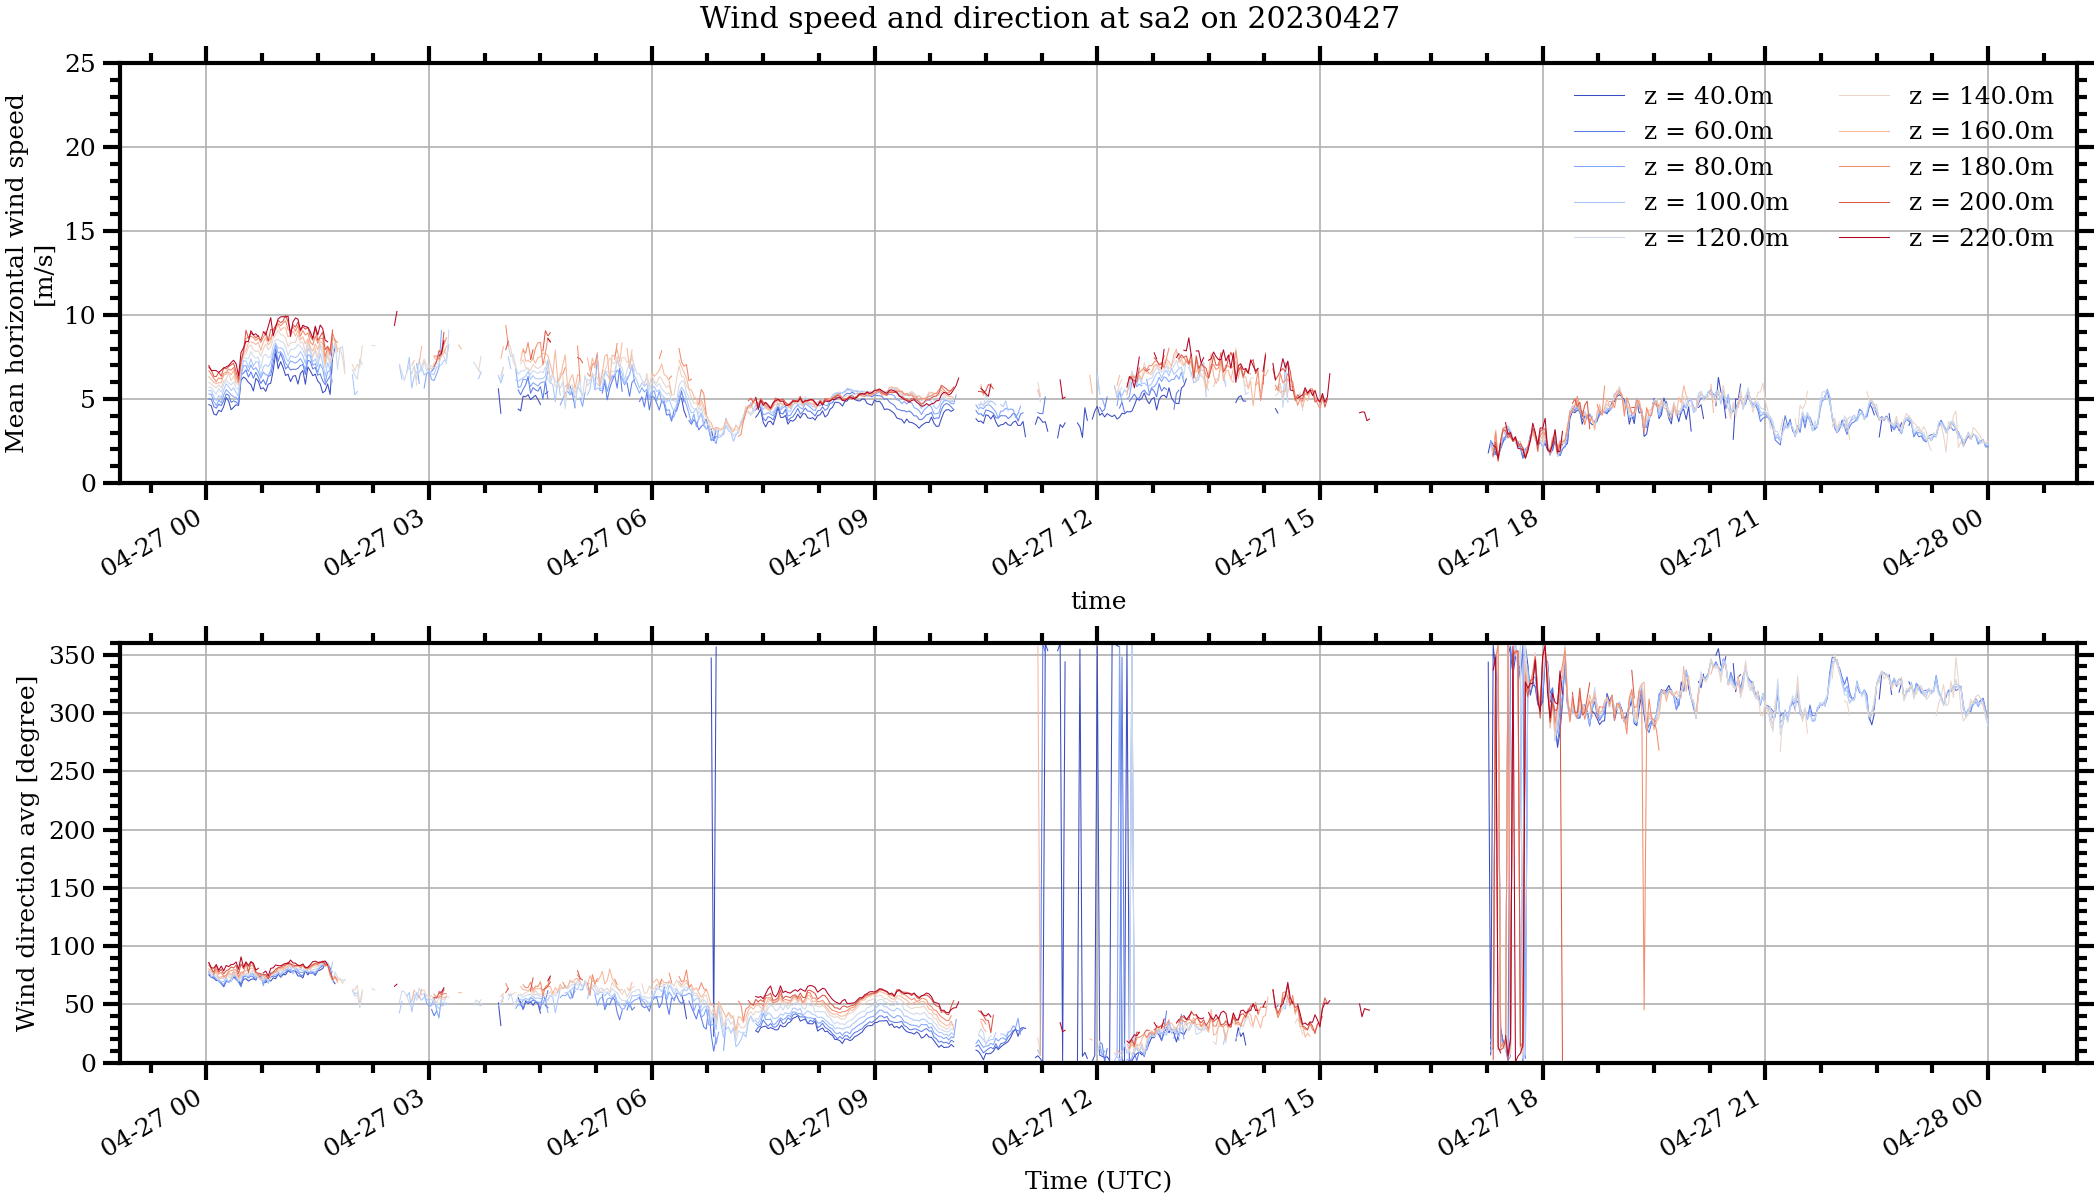 Wind speed and direction at sa2 on 20230427
Mean horizontal wind speed
[m/s]
25
20
15
10
5
0
z = 40.0m
z = 60.0m
z = 80.0m
z = 100.0m
z = 120.0m
z = 140.0m
z = 160.0m
z = 180.0m
z = 200.0m
z = 220.0m
04-27 00
04-27 03
04-27 06
04-27 09
04-27 12
04-27 15
04-27 18
04-27 21
04-28 00
time
Wind direction avg [degree]
350
300
250
200
150
100
50
0
04-27 00
04-27 03
04-27 06
04-27 09
04-27 12
04-27 15
04-27 18
04-27 21
04-28 00
Time (UTC)